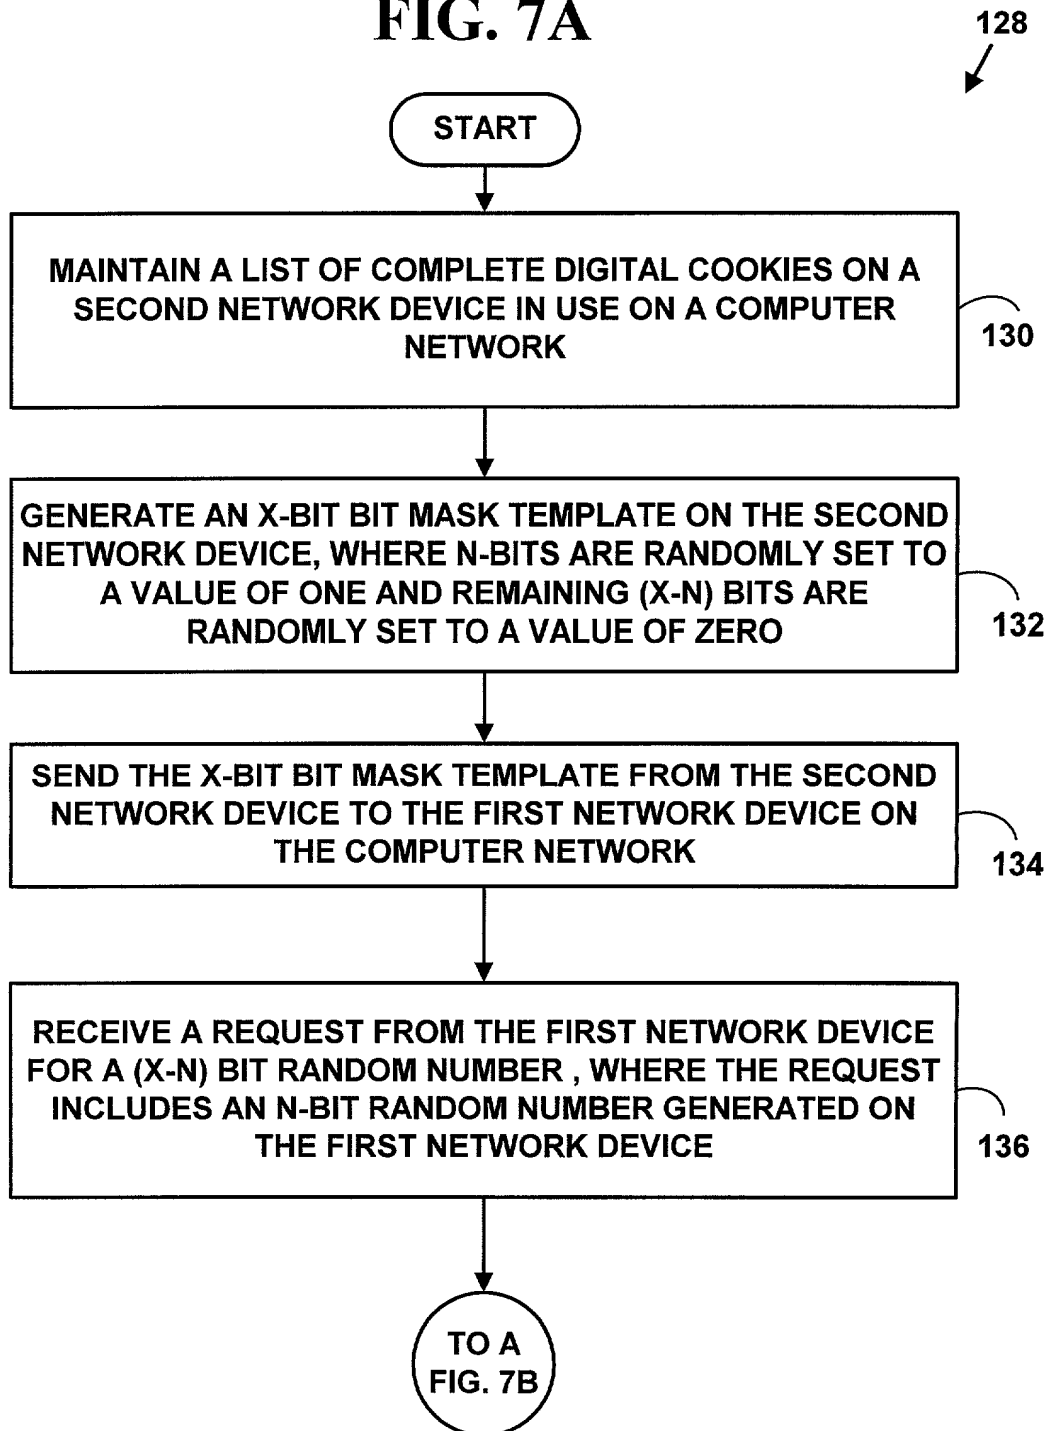 FIG. 7A
128
START
MAINTAIN A LIST OF COMPLETE DIGITAL COOKIES ON A
SECOND NETWORK DEVICE IN USE ON A COMPUTER
NETWORK
130
GENERATE AN X-BIT BIT MASK TEMPLATE ON THE SECOND
NETWORK DEVICE, WHERE N-BITS ARE RANDOMLY SET TO
A VALUE OF ONE AND REMAINING (X-N) BITS ARE
RANDOMLY SET TO A VALUE OF ZERO
132
SEND THE X-BIT BIT MASK TEMPLATE FROM THE SECOND
NETWORK DEVICE TO THE FIRST NETWORK DEVICE ON
THE COMPUTER NETWORK
134
RECEIVE A REQUEST FROM THE FIRST NETWORK DEVICE
FOR A (X-N) BIT RANDOM NUMBER , WHERE THE REQUEST
INCLUDES AN N-BIT RANDOM NUMBER GENERATED ON
THE FIRST NETWORK DEVICE
136
TO A
FIG. 7B